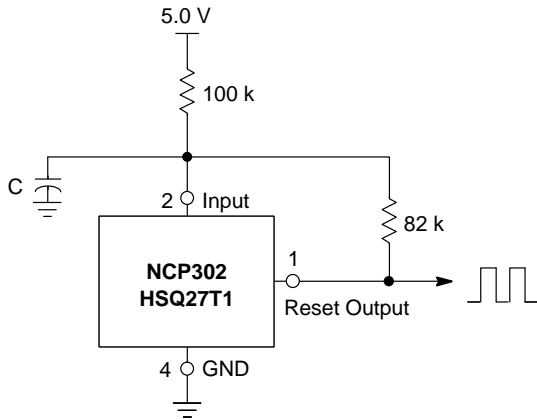 5.0 V
100 k
C
2 Input
82 k
NCP302
HSQ27T1
1
Reset Output
4 GND